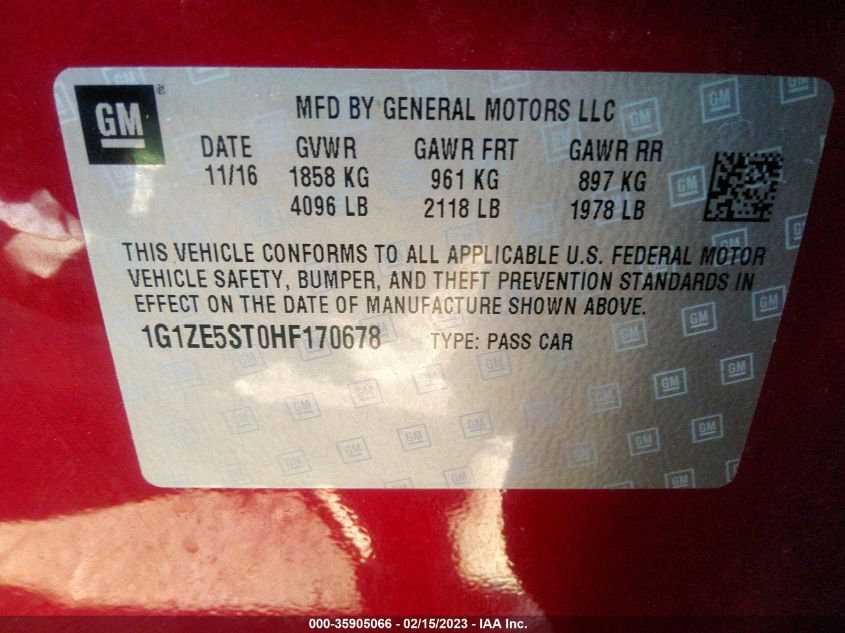 GM
MFD BY GENERAL MOTORS LLC
DATE GVWR GAWR FRT GAWR RR
11/16 1858 KG 961 KG 897 KG
4096 LB 2118 LB 1978 LB
THIS VEHICLE CONFORMS TO ALL APPLICABLE U.S. FEDERAL MOTOR
VEHICLE SAFETY, BUMPER, AND THEFT PREVENTION STANDARDS IN
EFFECT ON THE DATE OF MANUFACTURE SHOWN ABOVE.
1G1ZE5ST0HF170678 TYPE: PASS CAR
000-35905066 - 02/15/2023 - IAA Inc.